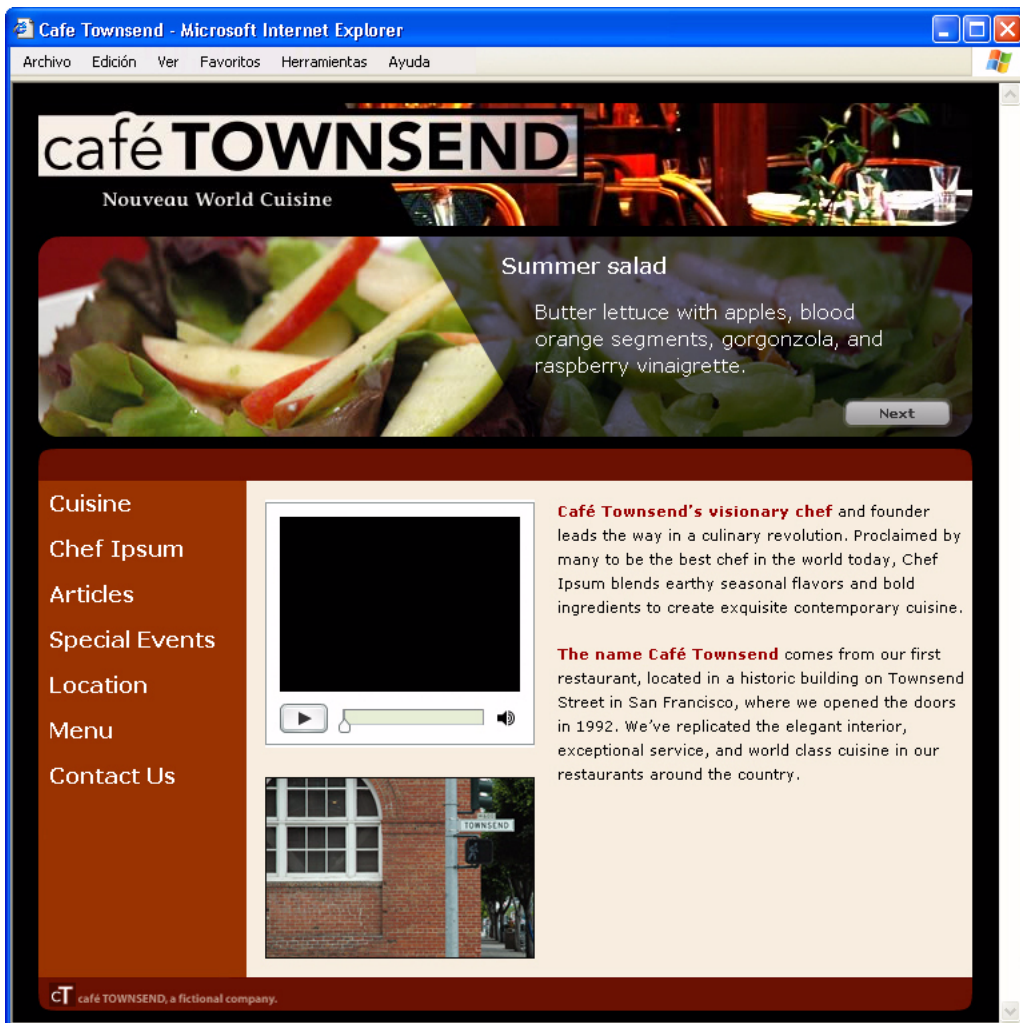 Cafe Townsend - Microsoft Internet Explorer
Archivo Edición Ver Favoritos Herramientas Ayuda
café TOWNSEND
Nouveau World Cuisine
Summer salad
Butter lettuce with apples, blood
orange segments, gorgonzola, and
raspberry vinaigrette.
Next
Cuisine
Chef Ipsum
Articles
Special Events
Location
Menu
Contact Us
Café Townsend's visionary chef and founder
leads the way in a culinary revolution. Proclaimed by
many to be the best chef in the world today, Chef
Ipsum blends earthy seasonal flavors and bold
ingredients to create exquisite contemporary cuisine.
The name Café Townsend comes from our first
restaurant, located in a historic building on Townsend
Street in San Francisco, where we opened the doors
in 1992. We've replicated the elegant interior,
exceptional service, and world class cuisine in our
restaurants around the country.
TOWNSEND
cT café TOWNSEND, a fictional company.